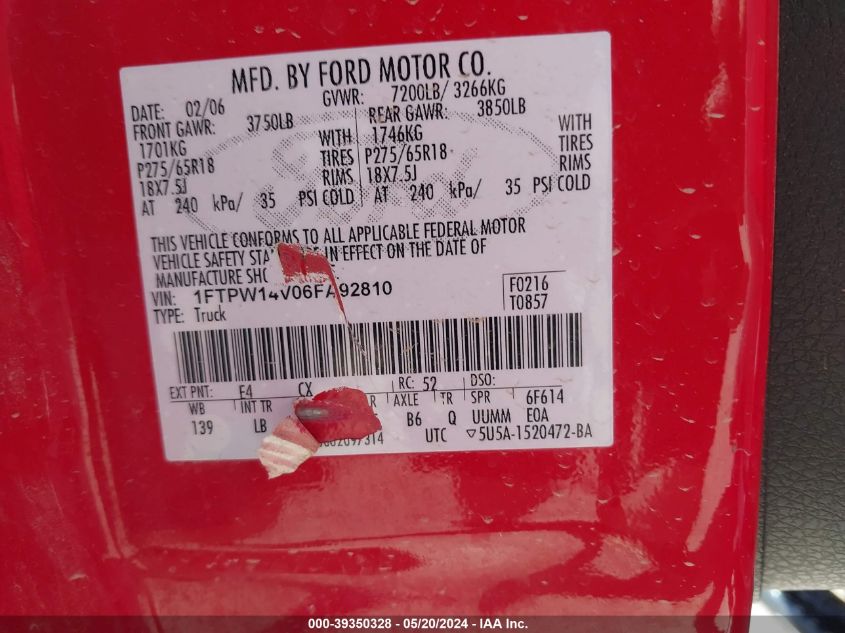 MFD. BY FORD MOTOR CO.
DATE: 02/06 GVWR: 7200LB/ 3266KG
FRONT GAWR: 3750LB REAR GAWR: 3850LB
1701KG WITH 1746KG WITH
P275/65R18 TIRES P275/65R18 TIRES
18X7.5J RIMS 18X7.5J RIMS
AT 240 kPa/ 35 PSI COLD AT 240 kPa/ 35 PSI COLD
THIS VEHICLE CONFORMS TO ALL APPLICABLE FEDERAL MOTOR
VEHICLE SAFETY STA IN EFFECT ON THE DATE OF
MANUFACTURE SHO
VIN: 1FTPW14V06FA92810 F0216
TYPE: Truck T0857
EXT PNT: E4 CX RC: 52 DSO:
WB INT TR R AXLE TR SPR 6F614
139 LB B6 Q UUMM EOA
UTC ▽5U5A-1520472-BA
000-39350328 - 05/20/2024 - IAA Inc.